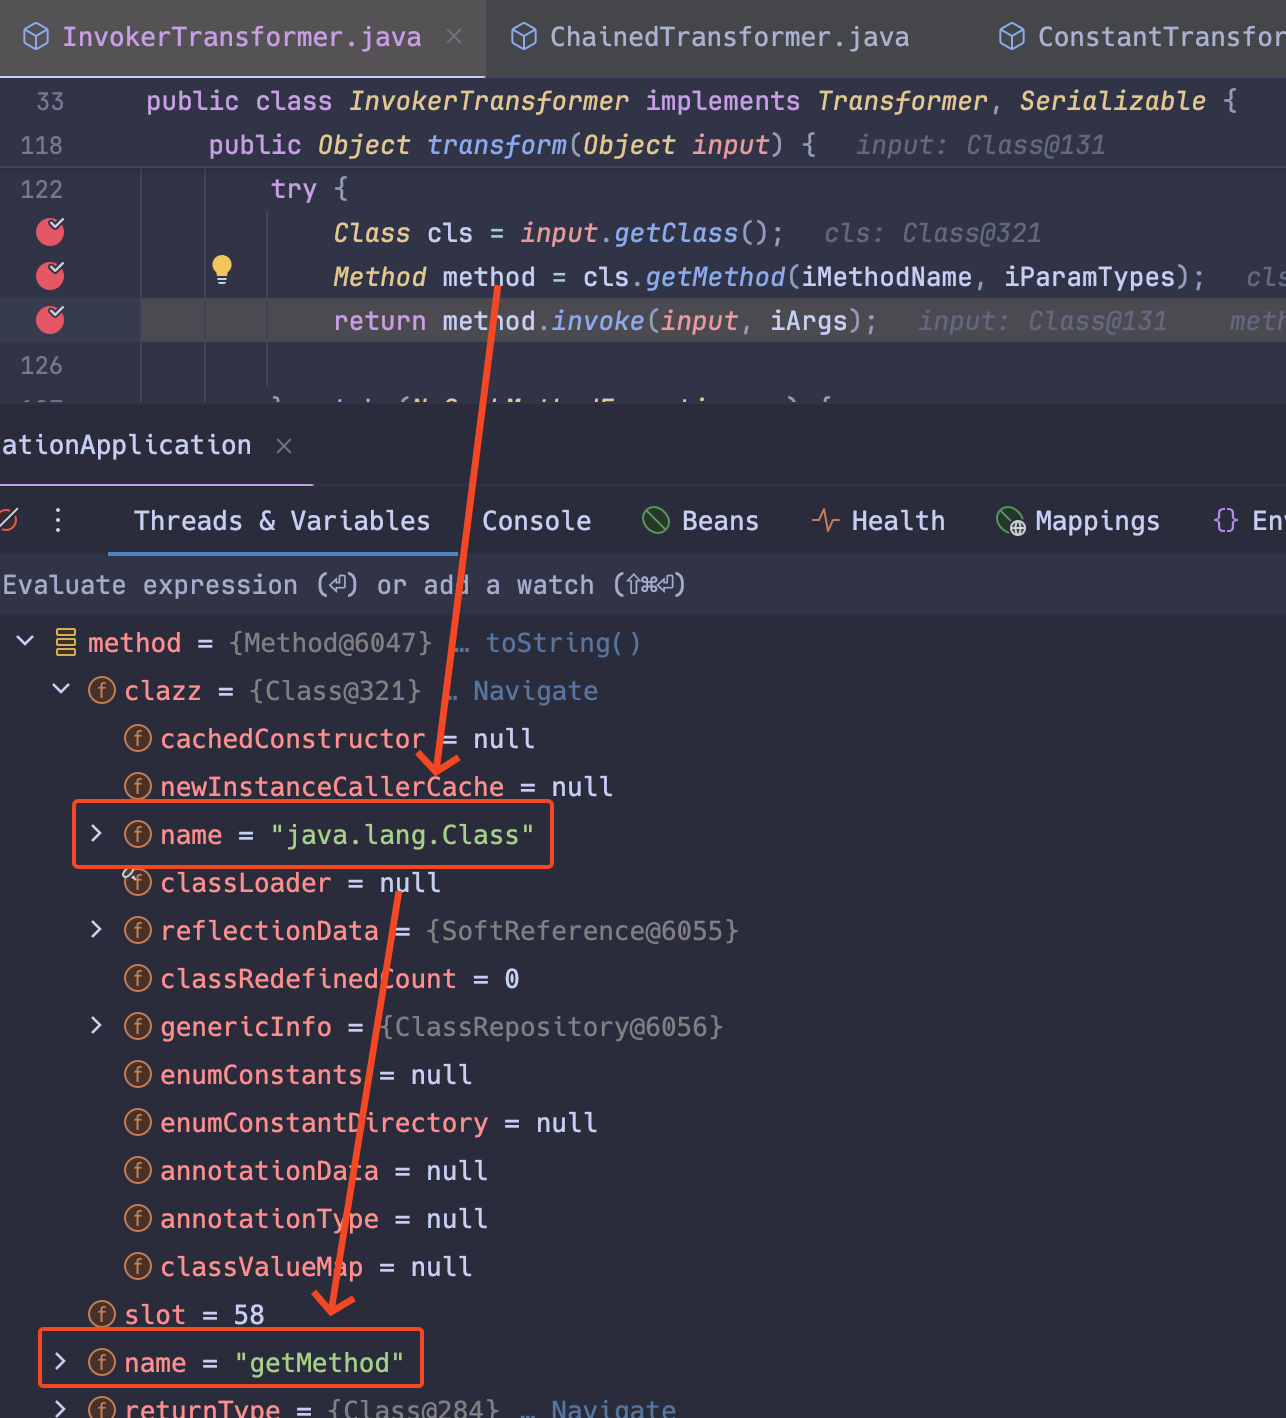 InvokerTransformer.java ChainedTransformer.java ConstantTransfor
33 public class InvokerTransformer implements Transformer, Serializable {
118 public Object transform(Object input) { input: Class@131
122 try {
Class cls = input.getClass(); cls: Class@321
Method method = cls.getMethod(iMethodName, iParamTypes); cls
return method.invoke(input, iArgs); input: Class@131 meth
126
ationApplication
Threads & Variables Console Beans Health Mappings {} En
Evaluate expression (⏎) or add a watch (⇧⌘⏎)
method = {Method@6047} … toString()
f clazz = {Class@321} … Navigate
f cachedConstructor = null
f newInstanceCallerCache = null
f name = "java.lang.Class"
f classLoader = null
f reflectionData = {SoftReference@6055}
f classRedefinedCount = 0
f genericInfo = {ClassRepository@6056}
f enumConstants = null
f enumConstantDirectory = null
f annotationData = null
f annotationType = null
f classValueMap = null
f slot = 58
f name = "getMethod"
f returnType = {Class@284} … Navigate